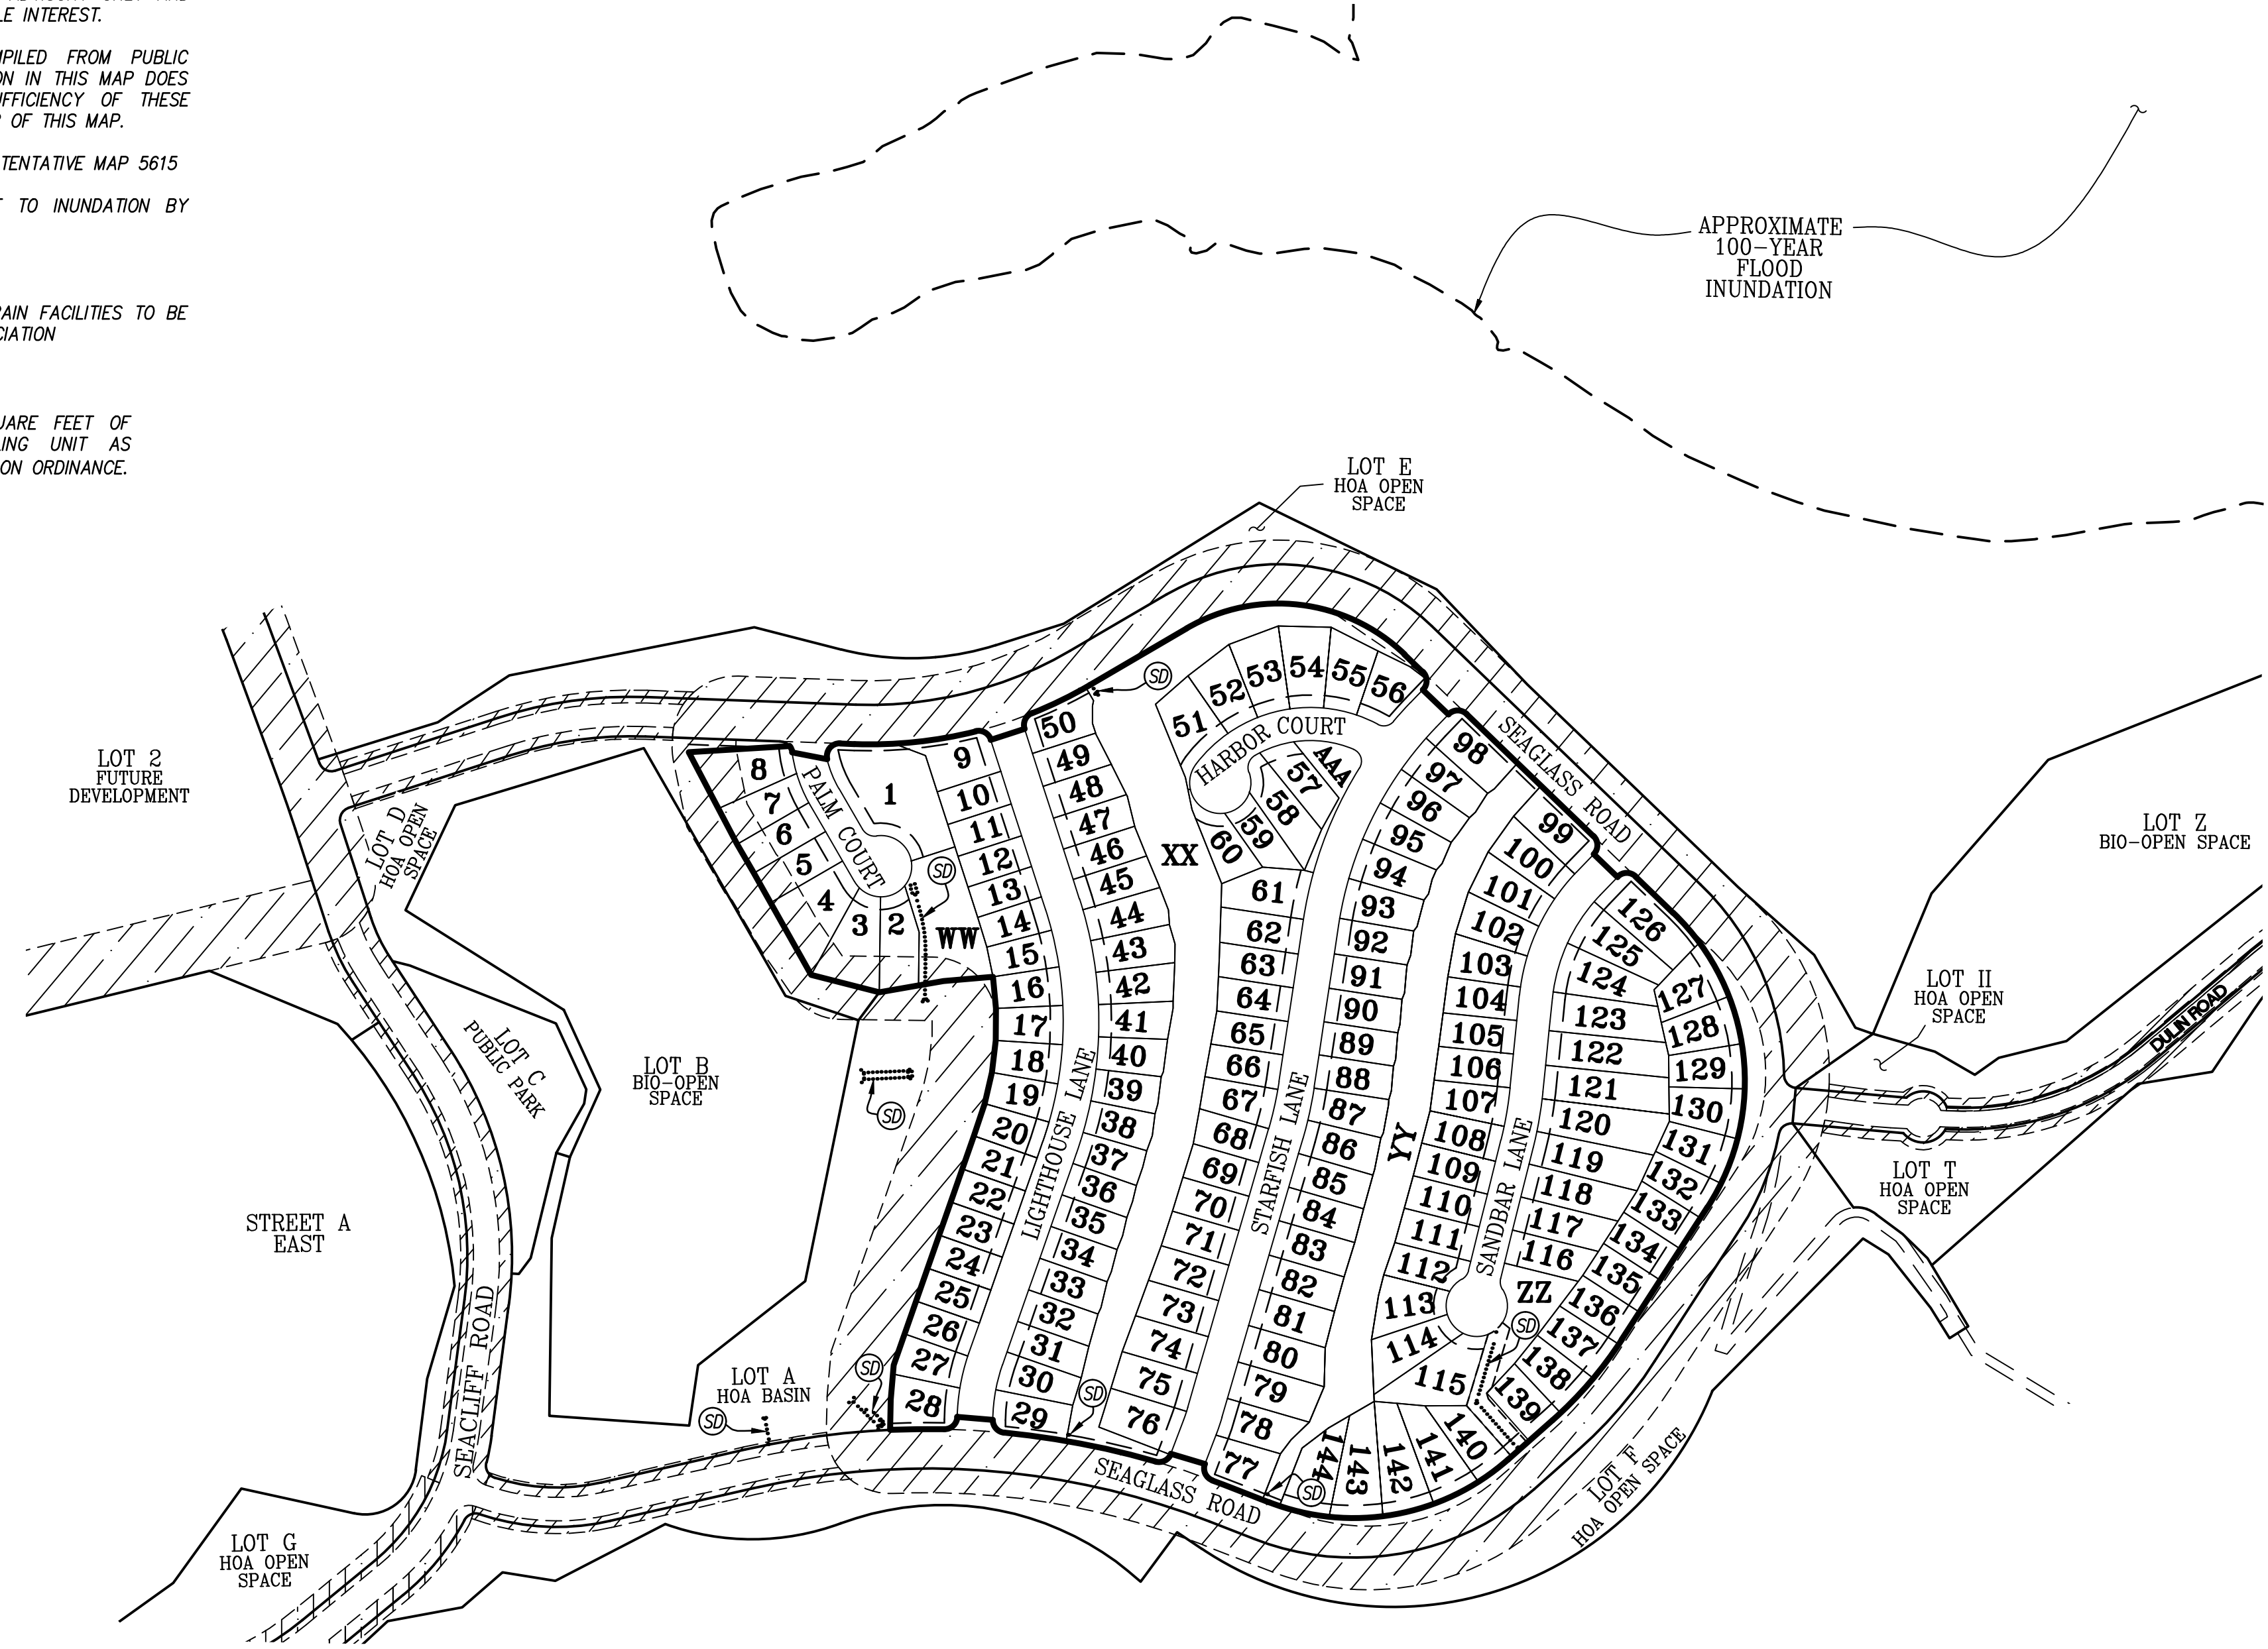 LE INTEREST.
MPILED FROM PUBLIC
ON IN THIS MAP DOES
UFFICIENCY OF THESE
OF THIS MAP.
TENTATIVE MAP 5615
TO INUNDATION BY
RAIN FACILITIES TO BE
CIATION
UARE FEET OF
LING UNIT AS
ON ORDINANCE.
APPROXIMATE
100-YEAR
FLOOD
INUNDATION
LOT E
HOA OPEN
SPACE
LOT 2
FUTURE
DEVELOPMENT
LOT D
HOA OPEN
SPACE
LOT C
PUBLIC PARK
LOT B
BIO-OPEN
SPACE
STREET A
EAST
SEACLIFF ROAD
LOT A
HOA BASIN
LOT G
HOA OPEN
SPACE
LOT Z
BIO-OPEN SPACE
LOT II
HOA OPEN
SPACE
DULIN ROAD
LOT T
HOA OPEN
SPACE
LOT F
HOA OPEN SPACE
SEAGLASS ROAD
SEAGLASS ROAD
PALM COURT
HARBOR COURT
LIGHTHOUSE LANE
STARFISH LANE
SANDBAR LANE
WW
XX
YY
ZZ
AAA
SD
SD
SD
SD
SD
SD
SD
SD
1
2
3
4
5
6
7
8
9
10
11
12
13
14
15
16
17
18
19
20
21
22
23
24
25
26
27
28
29
30
31
32
33
34
35
36
37
38
39
40
41
42
43
44
45
46
47
48
49
50
51
52
53
54
55
56
57
58
59
60
61
62
63
64
65
66
67
68
69
70
71
72
73
74
75
76
77
78
79
80
81
82
83
84
85
86
87
88
89
90
91
92
93
94
95
96
97
98
99
100
101
102
103
104
105
106
107
108
109
110
111
112
113
114
115
116
117
118
119
120
121
122
123
124
125
126
127
128
129
130
131
132
133
134
135
136
137
138
139
140
141
142
143
144